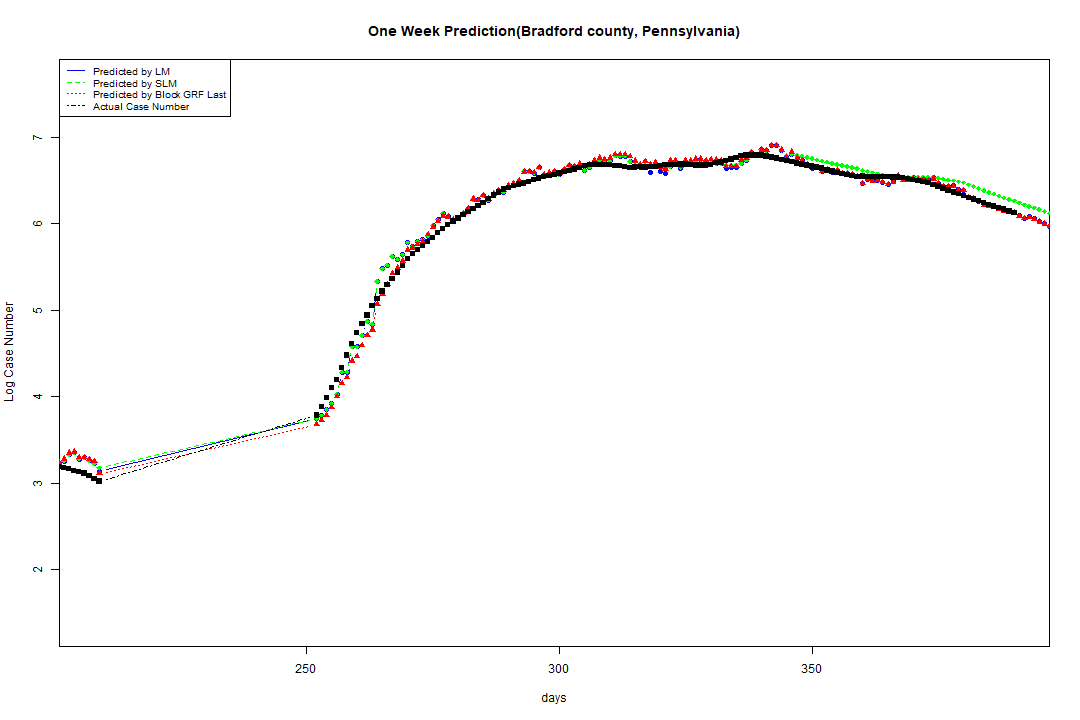 One Week Prediction(Bradford county, Pennsylvania)
Predicted by LM
Predicted by SLM
Predicted by Block GRF Last
Actual Case Number
7
6
5
4
3
2
Log Case Number
250
300
350
days